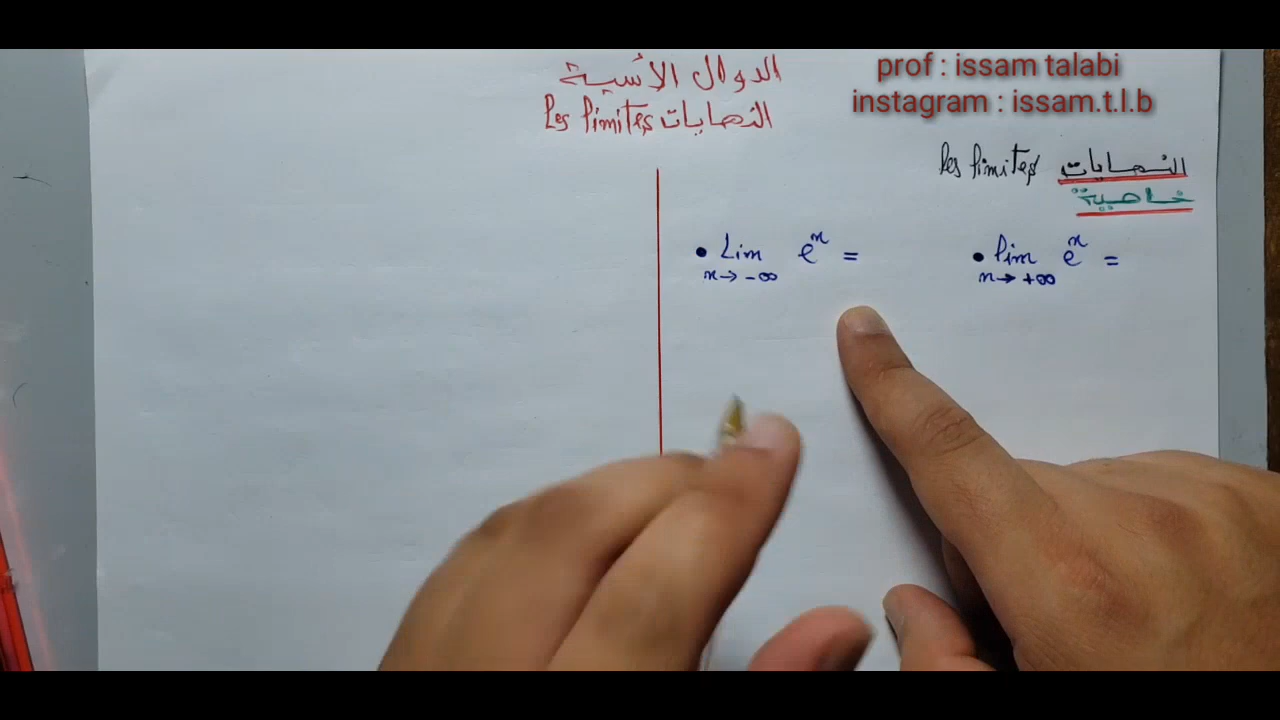 الدوال الأسية
النهايات les limites
prof : issam talabi
instagram : issam.t.l.b
النهايات les limites
خاصية
• Lim e^x =
x→ -∞
• lim e^x =
x→ +∞